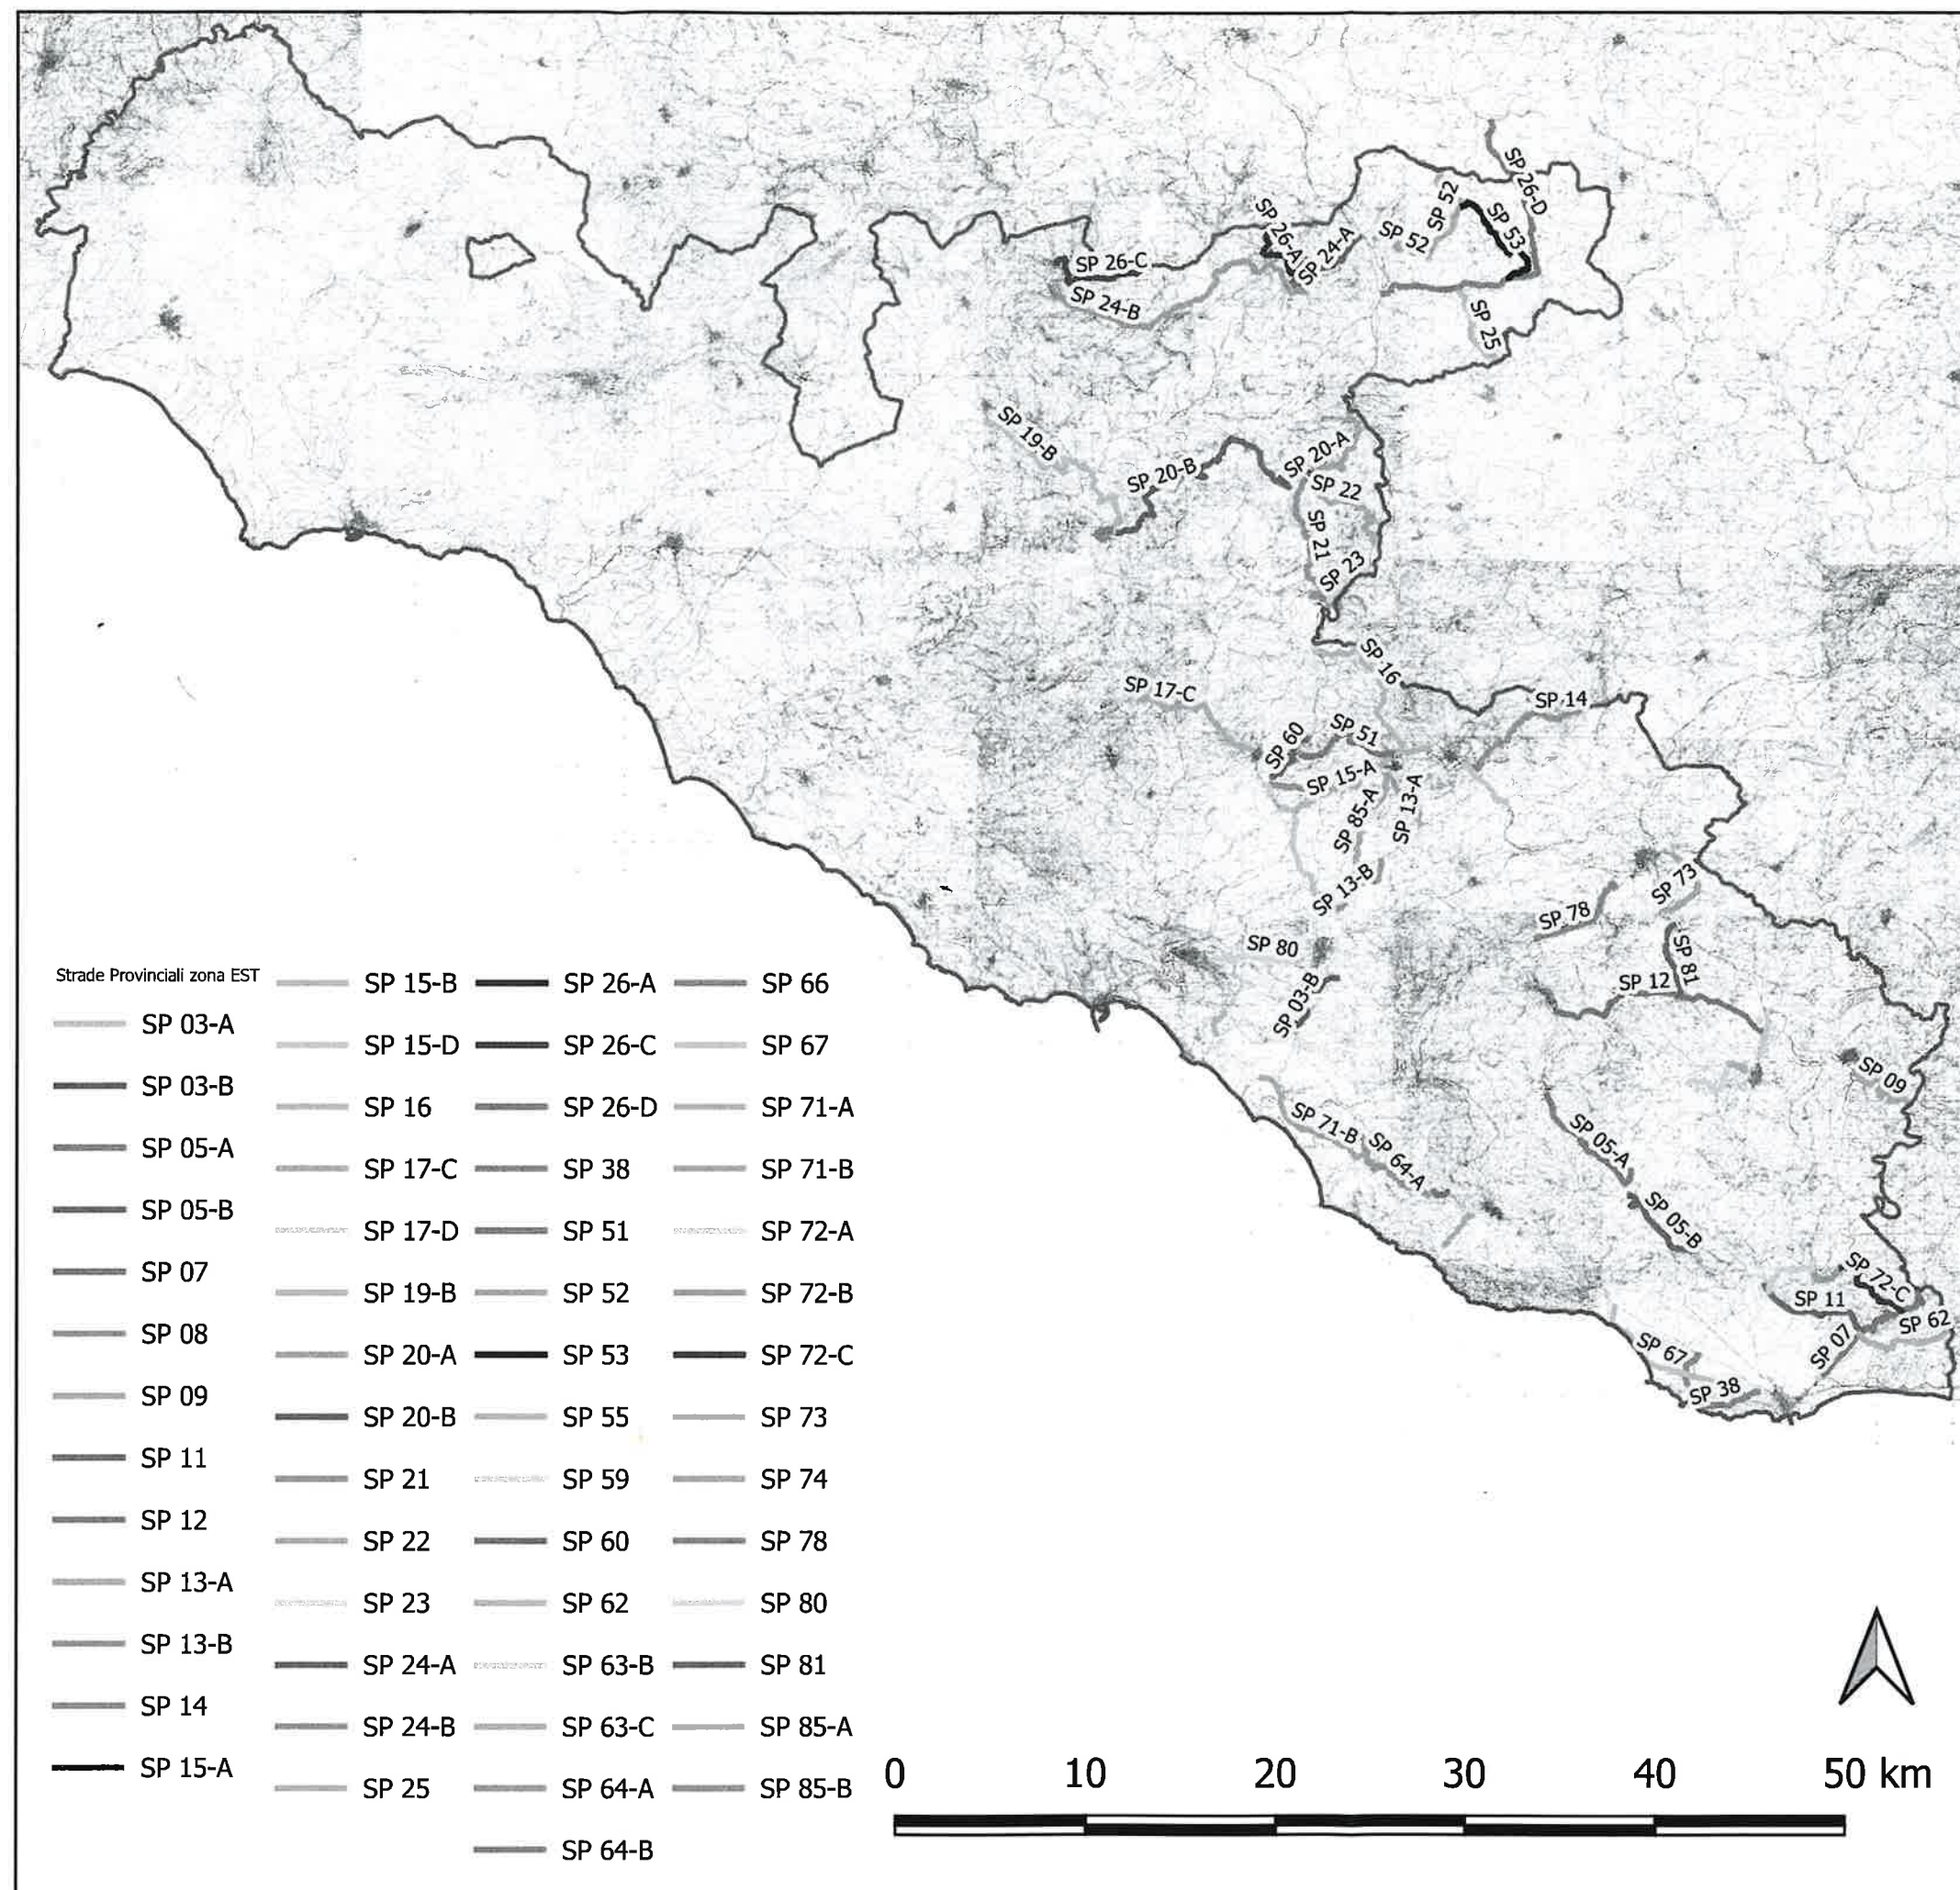 SP 26-D
SP 52
SP 53
SP 26-A
SP 24-A
SP 52
SP 26-C
SP 24-B
SP 25
SP 19-B
SP 20-B
SP 20-A
SP 22
SP 21
SP 23
SP 16
SP 17-C
SP 14
SP 60
SP 51
SP 15-A
SP 85-A
SP 13-A
SP 13-B
SP 73
SP 78
SP 80
SP 81
SP 12
SP 03-B
SP 09
SP 71-B
SP 64-A
SP 05-A
SP 05-B
SP 72-C
SP 11
SP 62
SP 07
SP 67
SP 38
Strade Provinciali zona EST
SP 03-A
SP 03-B
SP 05-A
SP 05-B
SP 07
SP 08
SP 09
SP 11
SP 12
SP 13-A
SP 13-B
SP 14
SP 15-A
SP 15-B
SP 15-D
SP 16
SP 17-C
SP 17-D
SP 19-B
SP 20-A
SP 20-B
SP 21
SP 22
SP 23
SP 24-A
SP 24-B
SP 25
SP 26-A
SP 26-C
SP 26-D
SP 38
SP 51
SP 52
SP 53
SP 55
SP 59
SP 60
SP 62
SP 63-B
SP 63-C
SP 64-A
SP 64-B
SP 66
SP 67
SP 71-A
SP 71-B
SP 72-A
SP 72-B
SP 72-C
SP 73
SP 74
SP 78
SP 80
SP 81
SP 85-A
SP 85-B
0 10 20 30 40 50 km